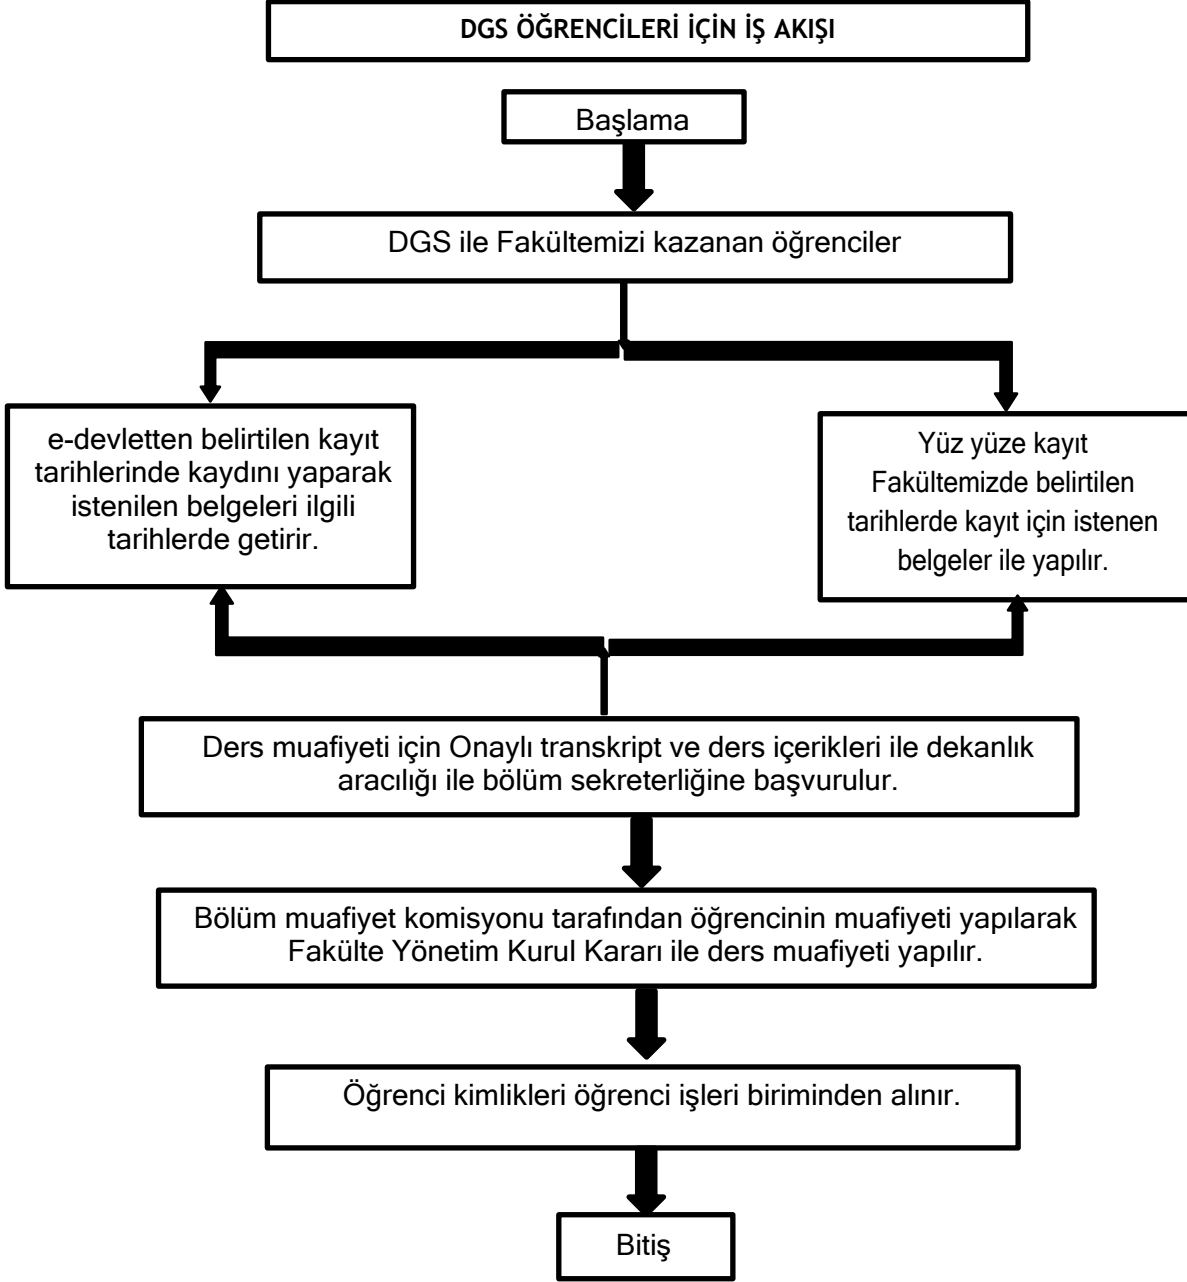 DGS ÖĞRENCİLERİ İÇİN İŞ AKIŞI
Başlama
DGS ile Fakültemizi kazanan öğrenciler
e-devletten belirtilen kayıt
tarihlerinde kaydını yaparak
istenilen belgeleri ilgili
tarihlerde getirir.
Yüz yüze kayıt
Fakültemizde belirtilen
tarihlerde kayıt için istenen
belgeler ile yapılır.
Ders muafiyeti için Onaylı transkript ve ders içerikleri ile dekanlık
aracılığı ile bölüm sekreterliğine başvurulur.
Bölüm muafiyet komisyonu tarafından öğrencinin muafiyeti yapılarak
Fakülte Yönetim Kurul Kararı ile ders muafiyeti yapılır.
Öğrenci kimlikleri öğrenci işleri biriminden alınır.
Bitiş